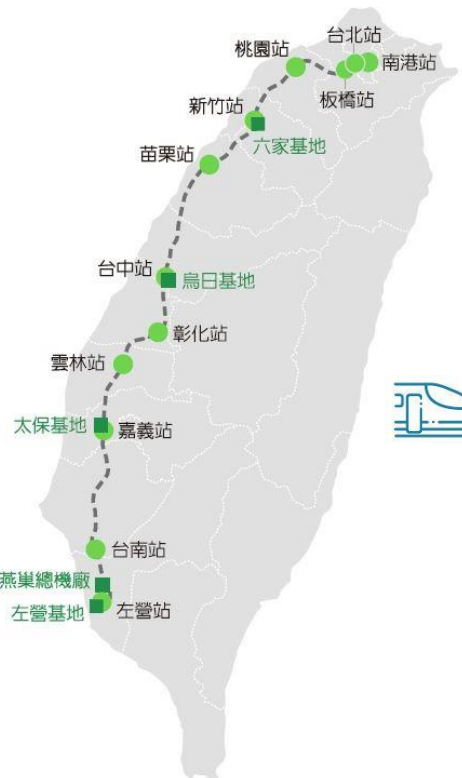 台北站
桃園站
南港站
板橋站
新竹站
六家基地
苗栗站
台中站
烏日基地
彰化站
雲林站
太保基地
嘉義站
台南站
燕巢總機廠
左營站
左營基地